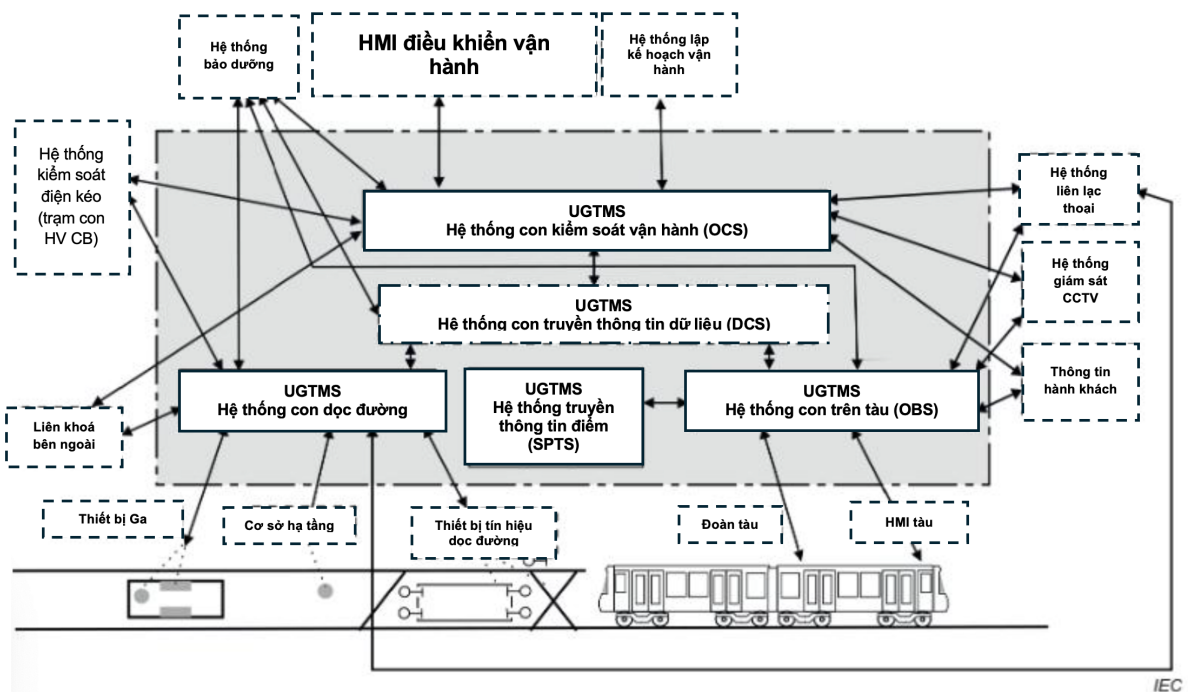 Hệ thống
bảo dưỡng
HMI điều khiển vận
hành
Hệ thống lập
kế hoạch vận
hành
Hệ thống
kiểm soát
điện kéo
(trạm con
HV CB)
UGTMS
Hệ thống con kiểm soát vận hành (OCS)
Hệ thống
liên lạc
thoại
Hệ thống
giám sát
CCTV
UGTMS
Hệ thống con truyền thông tin dữ liệu (DCS)
Thông tin
hành khách
UGTMS
Hệ thống con dọc đường
UGTMS
Hệ thống truyền
thông tin điểm
(SPTS)
UGTMS
Hệ thống con trên tàu (OBS)
Liên khoá
bên ngoài
Thiết bị Ga
Cơ sở hạ tầng
Thiết bị tín hiệu
dọc đường
Đoàn tàu
HMI tàu
IEC